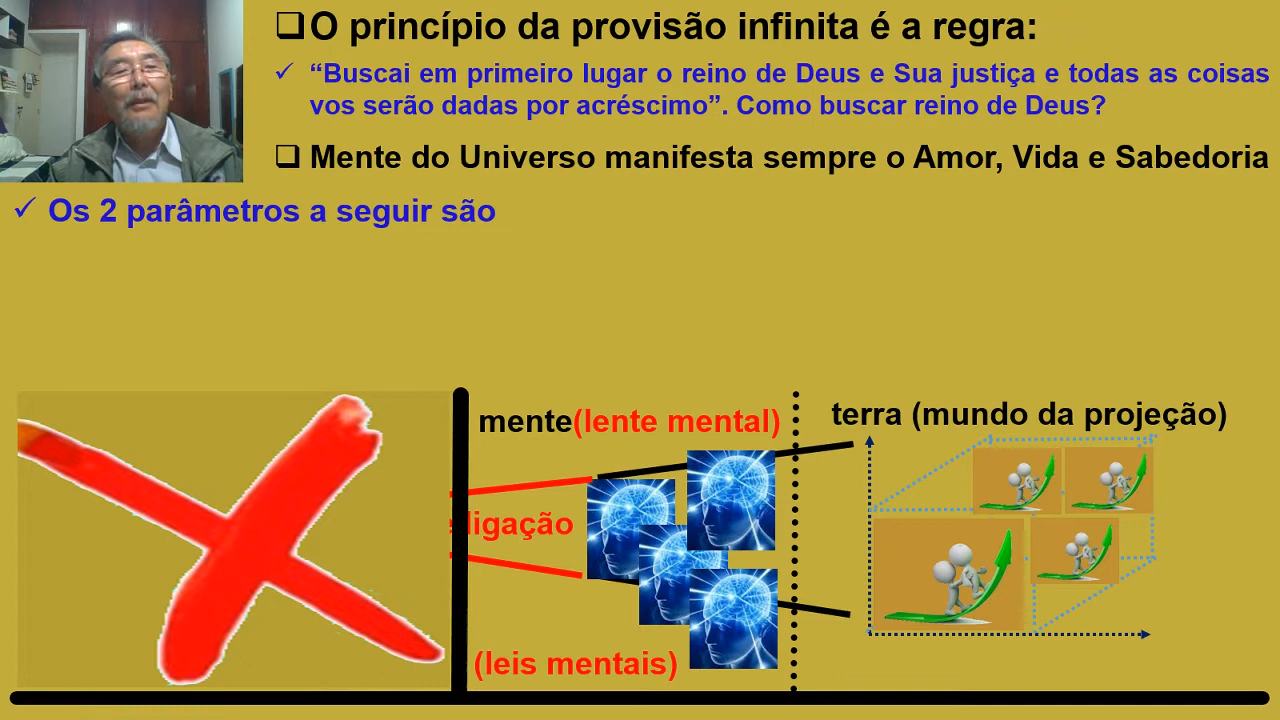 O princípio da provisão infinita é a regra:
“Buscai em primeiro lugar o reino de Deus e Sua justiça e todas as coisas
vos serão dadas por acréscimo”. Como buscar reino de Deus?
Mente do Universo manifesta sempre o Amor, Vida e Sabedoria
Os 2 parâmetros a seguir são
mente(lente mental)
terra (mundo da projeção)
ligação
(leis mentais)